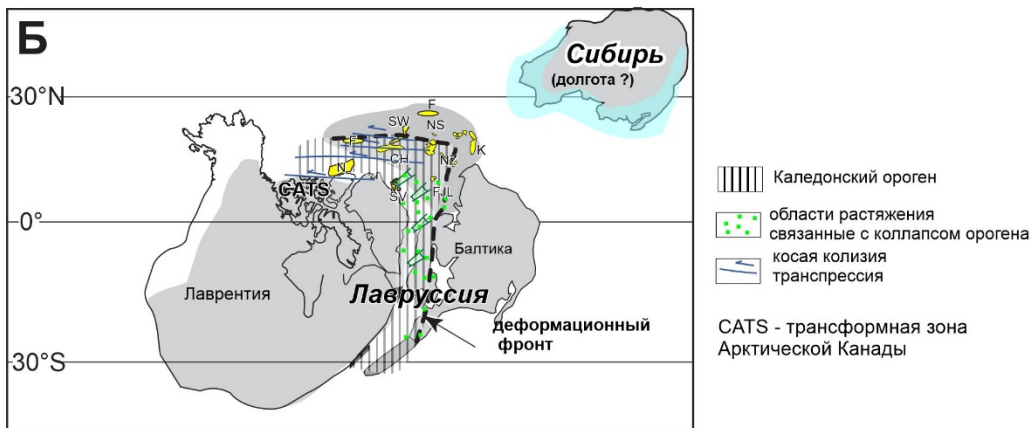 Б
Сибирь
(долгота ?)
30°N
F
SW
NS
F
K
CH
NZ
N
CATS
SV
FJL
0°
Балтика
Лаврентия
Лавруссия
деформационный
фронт
30°S
Каледонский ороген
области растяжения
связанные с коллапсом орогена
косая колизия
транспрессия
CATS - трансформная зона
Арктической Канады